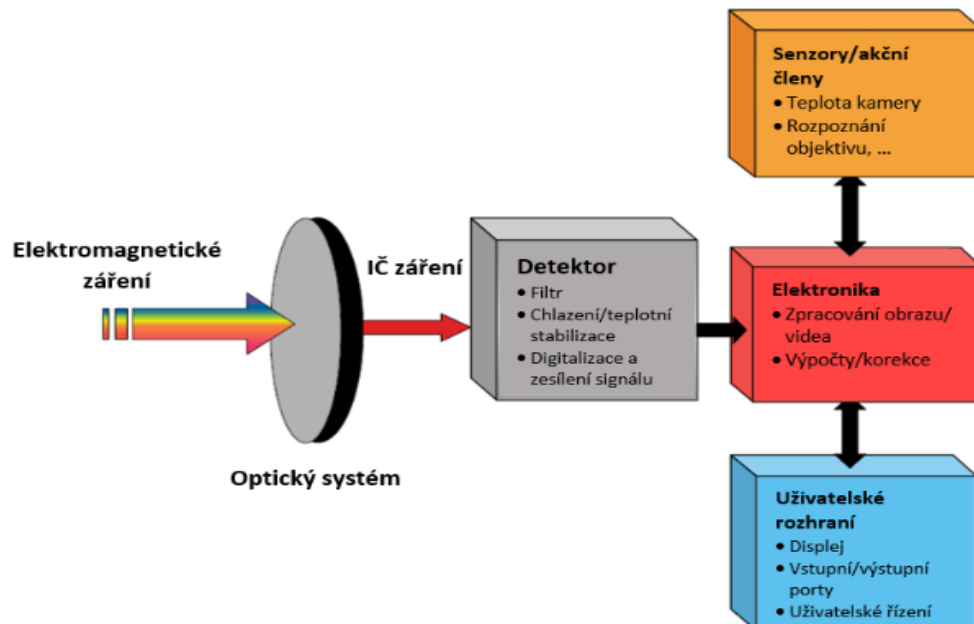 Elektromagnetické
záření
Optický systém
IČ záření
Detektor
• Filtr
• Chlazení/teplotní
stabilizace
• Digitalizace a
zesílení signálu
Senzory/akční
členy
• Teplota kamery
• Rozpoznání
objektivu, ...
Elektronika
• Zpracování obrazu/
videa
• Výpočty/korekce
Uživatelské
rozhraní
• Displej
• Vstupní/výstupní
porty
• Uživatelské řízení